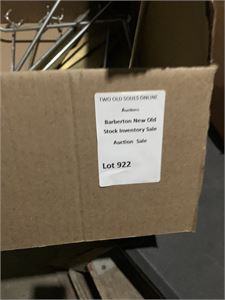 TWO OLD SOULS ONLINE
Auctions
Barberton New Old
Stock Inventory Sale
Auction Sale
Lot 922